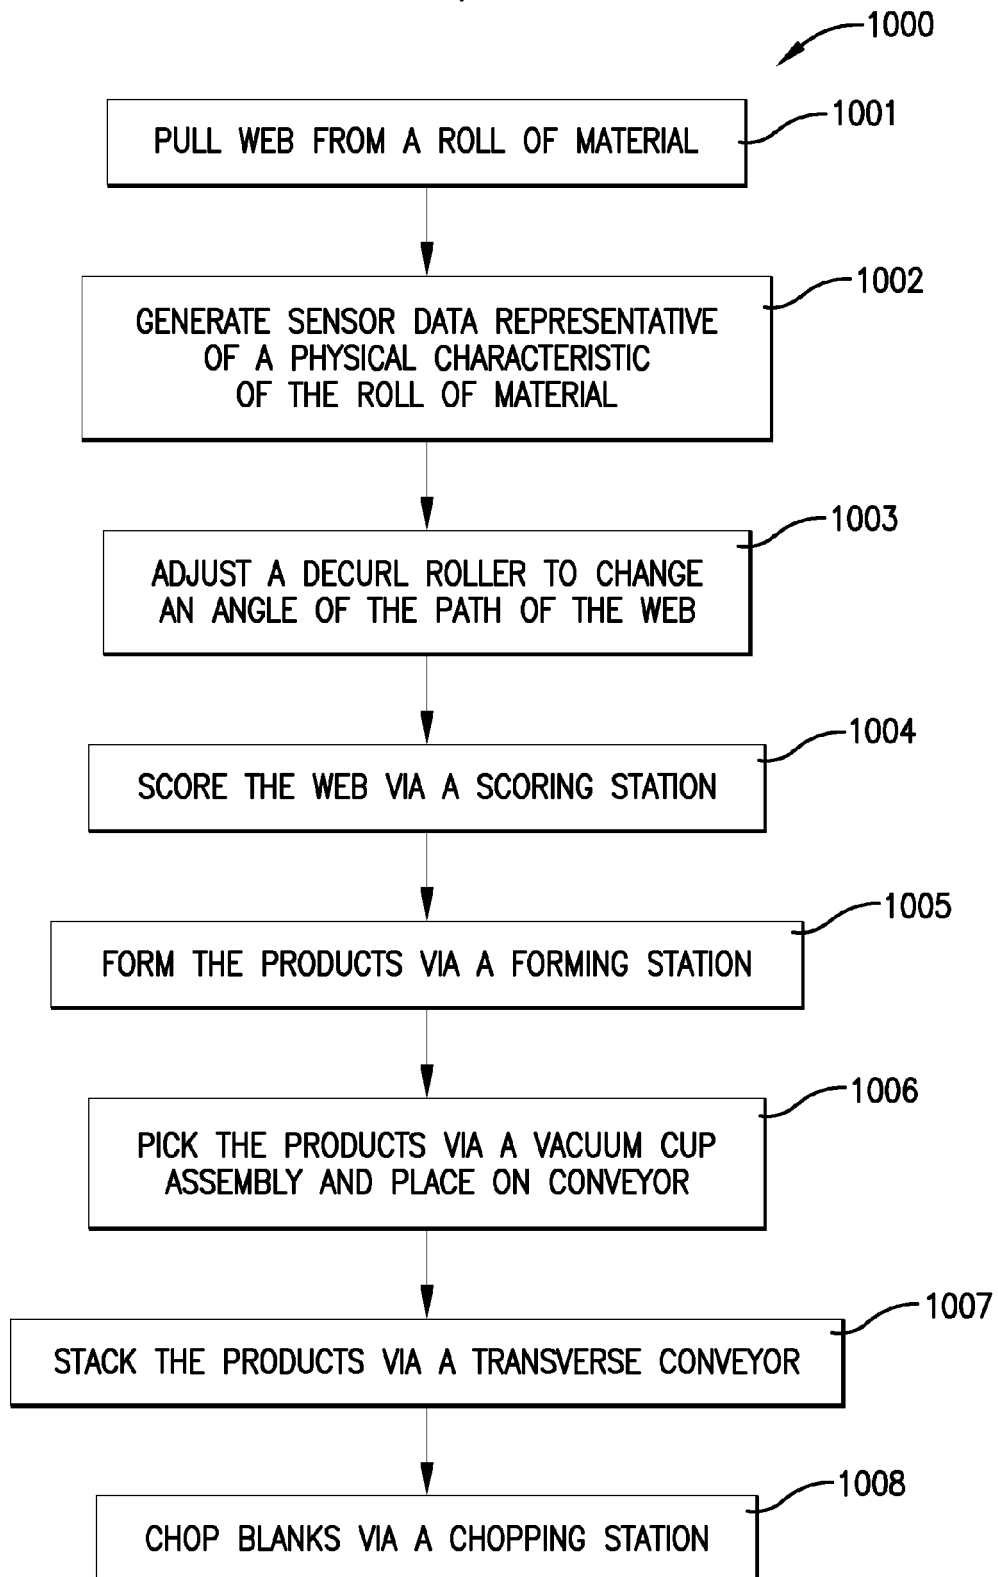 1000
PULL WEB FROM A ROLL OF MATERIAL
1001
GENERATE SENSOR DATA REPRESENTATIVE
OF A PHYSICAL CHARACTERISTIC
OF THE ROLL OF MATERIAL
1002
ADJUST A DECURL ROLLER TO CHANGE
AN ANGLE OF THE PATH OF THE WEB
1003
SCORE THE WEB VIA A SCORING STATION
1004
FORM THE PRODUCTS VIA A FORMING STATION
1005
PICK THE PRODUCTS VIA A VACUUM CUP
ASSEMBLY AND PLACE ON CONVEYOR
1006
STACK THE PRODUCTS VIA A TRANSVERSE CONVEYOR
1007
CHOP BLANKS VIA A CHOPPING STATION
1008